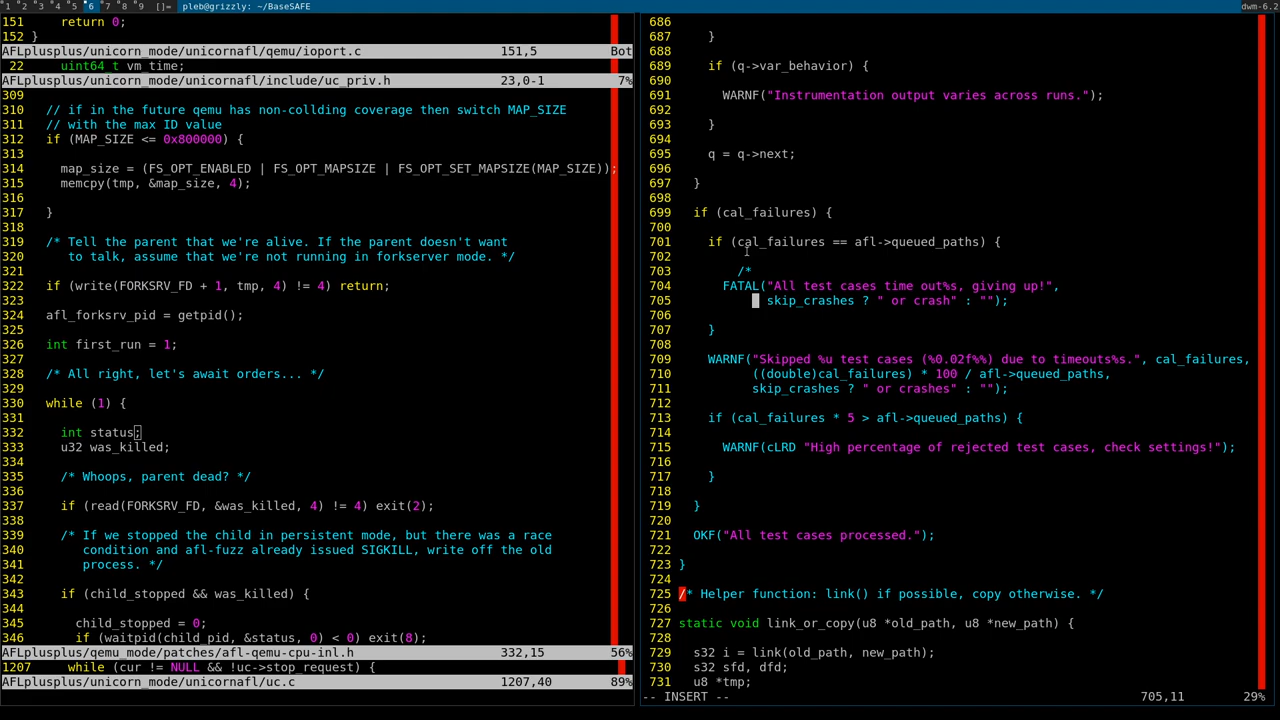 1 2 3 4 5 6 7 8 9 []= pleb@grizzly: ~/BaseSAFE dwm-6.2
151 return 0;
152 }
AFLplusplus/unicorn_mode/unicornafl/qemu/ioport.c 151,5 Bot
22 uint64_t vm_time;
AFLplusplus/unicorn_mode/unicornafl/include/uc_priv.h 23,0-1 7%
309
310 // if in the future qemu has non-collding coverage then switch MAP_SIZE
311 // with the max ID value
312 if (MAP_SIZE <= 0x800000) {
313
314 map_size = (FS_OPT_ENABLED | FS_OPT_MAPSIZE | FS_OPT_SET_MAPSIZE(MAP_SIZE));
315 memcpy(tmp, &map_size, 4);
316
317 }
318
319 /* Tell the parent that we're alive. If the parent doesn't want
320 to talk, assume that we're not running in forkserver mode. */
321
322 if (write(FORKSRV_FD + 1, tmp, 4) != 4) return;
323
324 afl_forksrv_pid = getpid();
325
326 int first_run = 1;
327
328 /* All right, let's await orders... */
329
330 while (1) {
331
332 int status;
333 u32 was_killed;
334
335 /* Whoops, parent dead? */
336
337 if (read(FORKSRV_FD, &was_killed, 4) != 4) exit(2);
338
339 /* If we stopped the child in persistent mode, but there was a race
340 condition and afl-fuzz already issued SIGKILL, write off the old
341 process. */
342
343 if (child_stopped && was_killed) {
344
345 child_stopped = 0;
346 if (waitpid(child_pid, &status, 0) < 0) exit(8);
AFLplusplus/qemu_mode/patches/afl-qemu-cpu-inl.h 332,15 56%
1207 while (cur != NULL && !uc->stop_request) {
AFLplusplus/unicorn_mode/unicornafl/uc.c 1207,40 89%
686
687 }
688
689 if (q->var_behavior) {
690
691 WARNF("Instrumentation output varies across runs.");
692
693 }
694
695 q = q->next;
696
697 }
698
699 if (cal_failures) {
700
701 if (cal_failures == afl->queued_paths) {
702
703 /*
704 FATAL("All test cases time out%s, giving up!",
705 skip_crashes ? " or crash" : "");
706
707 }
708
709 WARNF("Skipped %u test cases (%0.02f%%) due to timeouts%s.", cal_failures,
710 ((double)cal_failures) * 100 / afl->queued_paths,
711 skip_crashes ? " or crashes" : "");
712
713 if (cal_failures * 5 > afl->queued_paths) {
714
715 WARNF(cLRD "High percentage of rejected test cases, check settings!");
716
717 }
718
719 }
720
721 OKF("All test cases processed.");
722
723 }
724
725 /* Helper function: link() if possible, copy otherwise. */
726
727 static void link_or_copy(u8 *old_path, u8 *new_path) {
728
729 s32 i = link(old_path, new_path);
730 s32 sfd, dfd;
731 u8 *tmp;
-- INSERT -- 705,11 29%